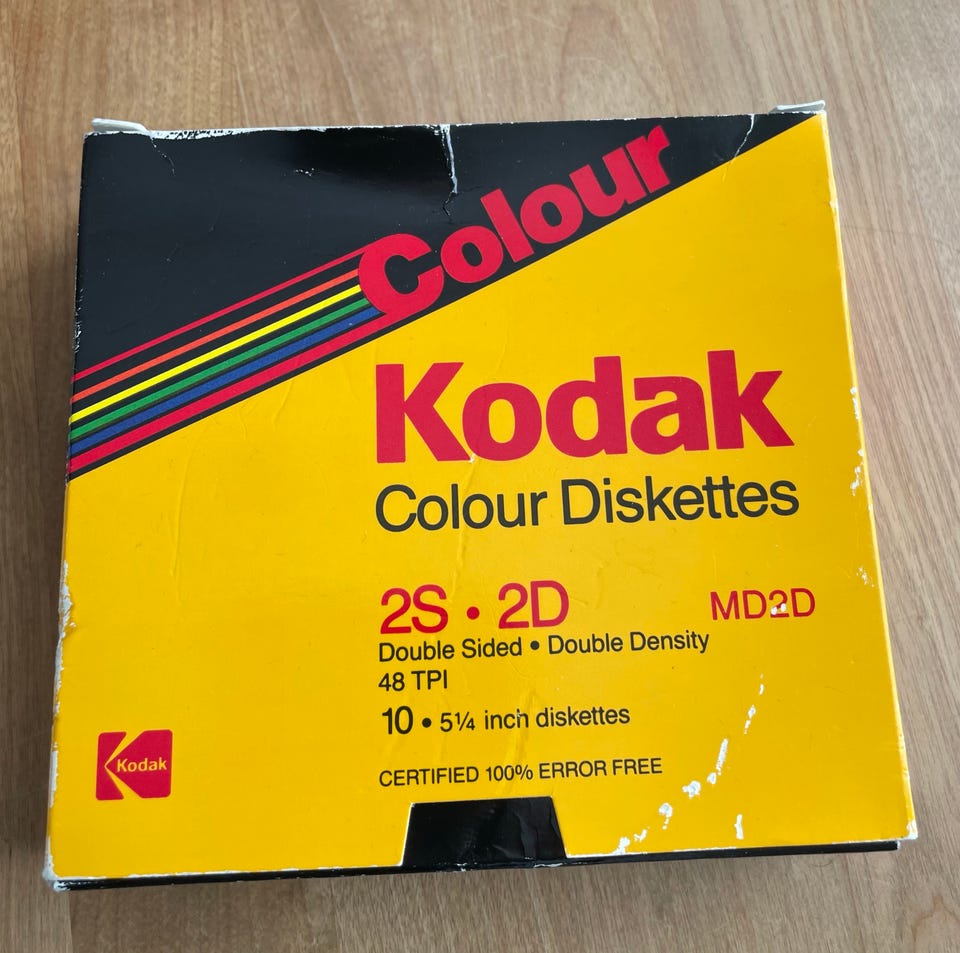 Colour
Kodak
Colour Diskettes
2S • 2D
MD2D
Double Sided • Double Density
48 TPI
10 • 5¼ inch diskettes
Kodak
CERTIFIED 100% ERROR FREE